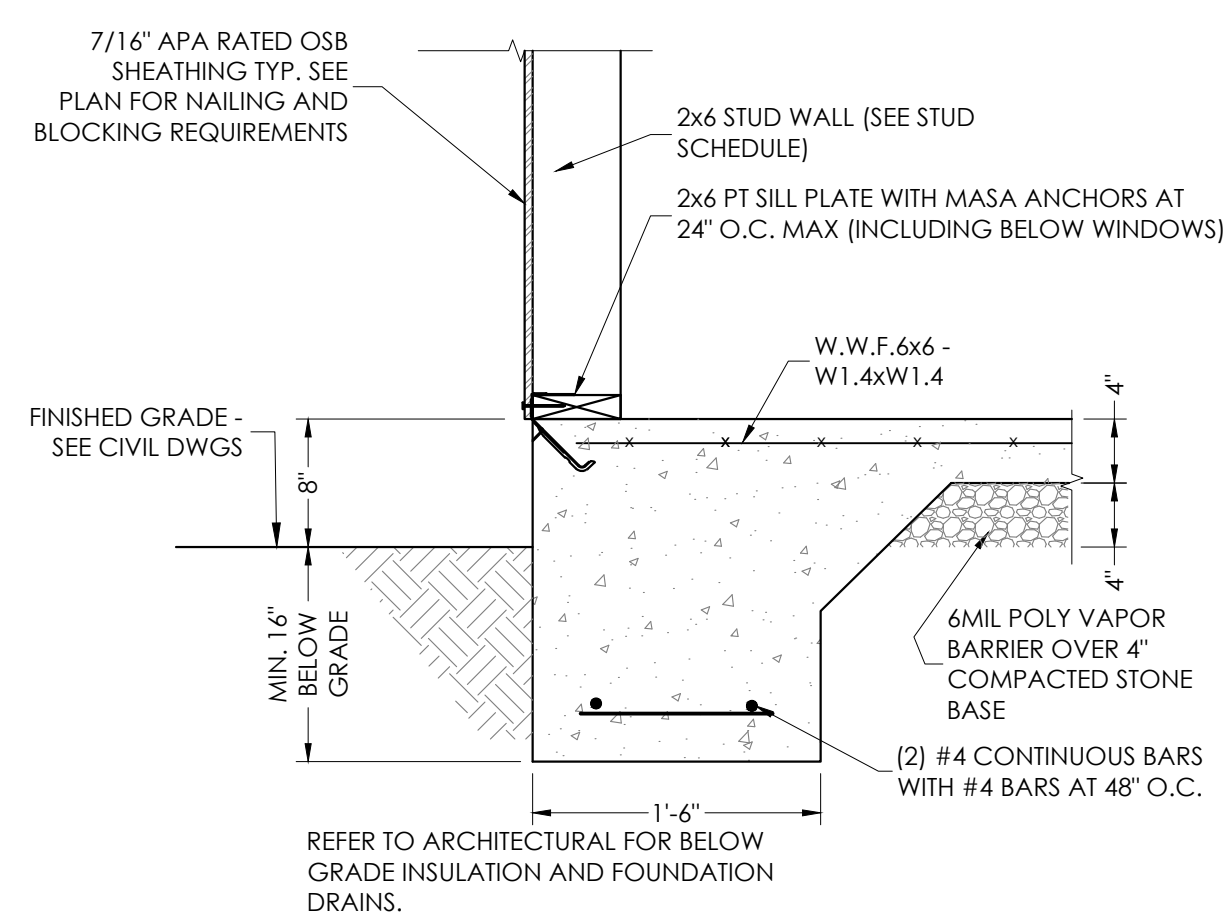 7/16" APA RATED OSB
SHEATHING TYP. SEE
PLAN FOR NAILING AND
BLOCKING REQUIREMENTS
2x6 STUD WALL (SEE STUD
SCHEDULE)
2x6 PT SILL PLATE WITH MASA ANCHORS AT
24" O.C. MAX (INCLUDING BELOW WINDOWS)
W.W.F.6x6 -
W1.4xW1.4
4"
FINISHED GRADE -
SEE CIVIL DWGS
8"
x x x x x
4"
MIN. 16"
BELOW
GRADE
6MIL POLY VAPOR
BARRIER OVER 4"
COMPACTED STONE
BASE
(2) #4 CONTINUOUS BARS
WITH #4 BARS AT 48" O.C.
1'-6"
REFER TO ARCHITECTURAL FOR BELOW
GRADE INSULATION AND FOUNDATION
DRAINS.